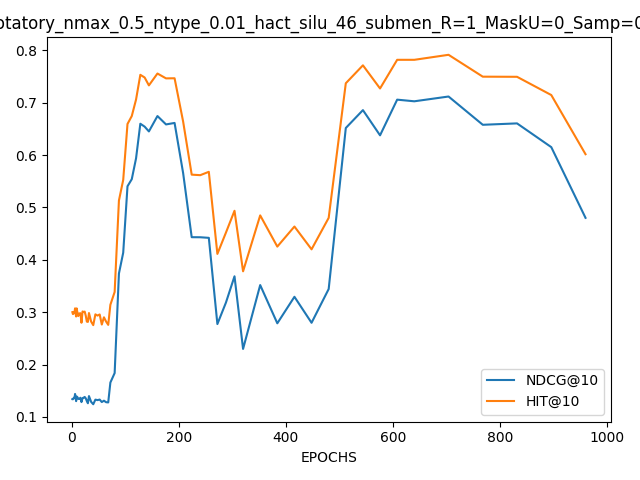 otatory_nmax_0.5_ntype_0.01_hact_silu_46_submen_R=1_MaskU=0_Samp=0
0.8
0.7
0.6
0.5
0.4
0.3
0.2
0.1
0 200 400 600 800 1000
EPOCHS
NDCG@10
HIT@10